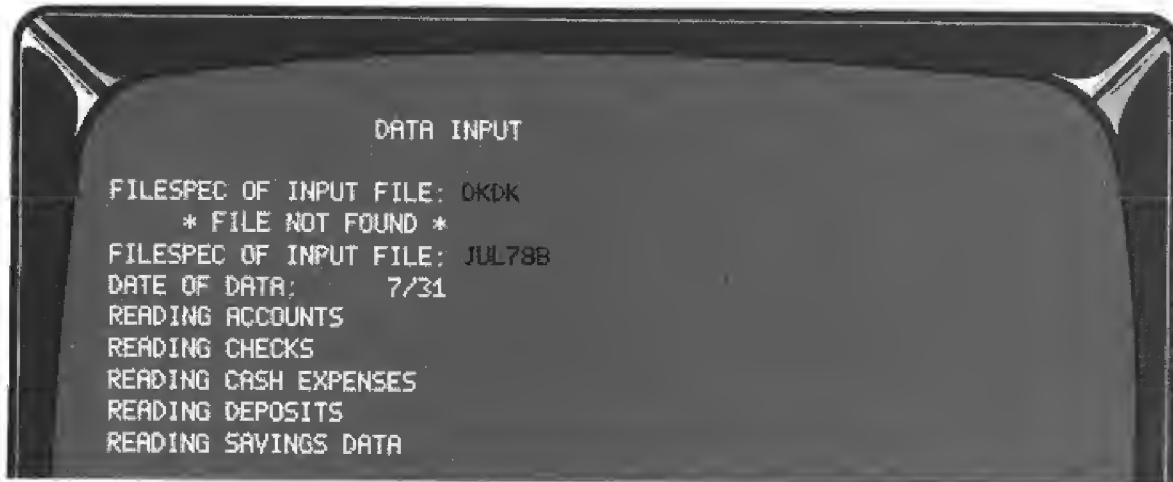 DATA INPUT
FILESPEC OF INPUT FILE: DKDK
* FILE NOT FOUND *
FILESPEC OF INPUT FILE: JUL78B
DATE OF DATA: 7/31
READING ACCOUNTS
READING CHECKS
READING CASH EXPENSES
READING DEPOSITS
READING SAVINGS DATA